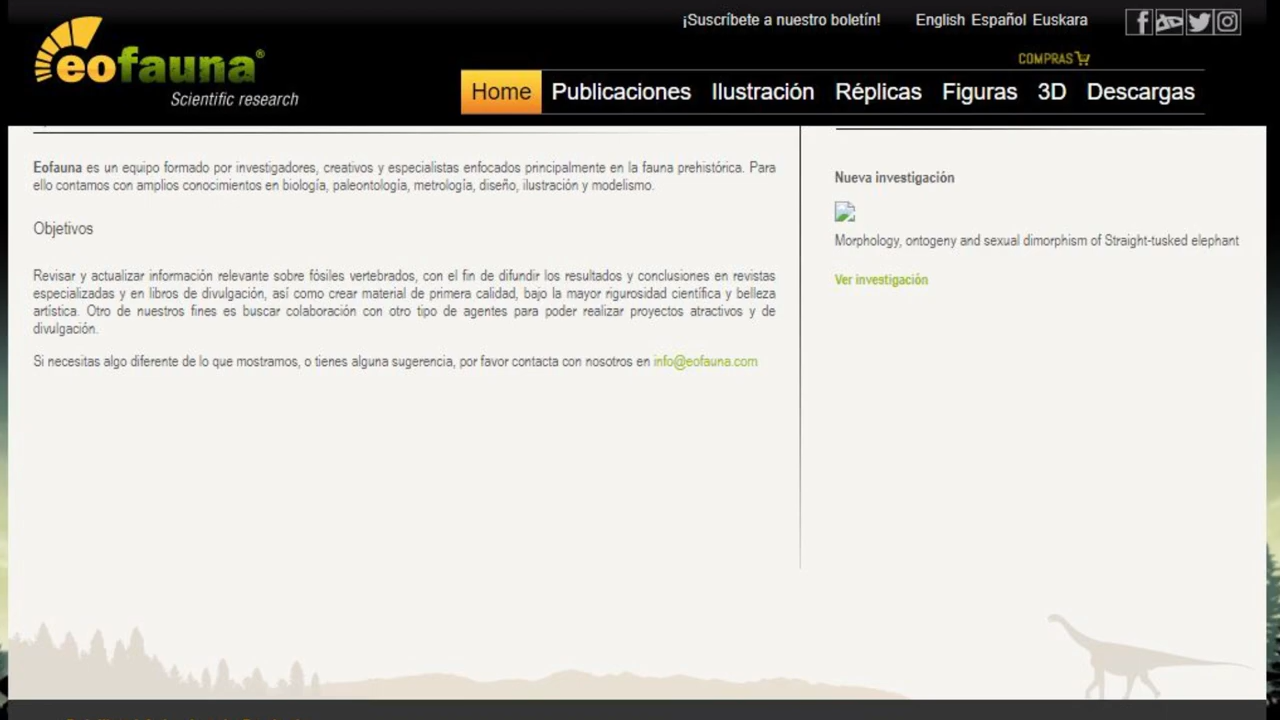 ¡Suscríbete a nuestro boletín!
English Español Euskara
eofauna®
Scientific research
COMPRAS
Home Publicaciones Ilustración Réplicas Figuras 3D Descargas
Eofauna es un equipo formado por investigadores, creativos y especialistas enfocados principalmente en la fauna prehistórica. Para
ello contamos con amplios conocimientos en biología, paleontología, metrología, diseño, ilustración y modelismo.
Objetivos
Revisar y actualizar información relevante sobre fósiles vertebrados, con el fin de difundir los resultados y conclusiones en revistas
especializadas y en libros de divulgación, así como crear material de primera calidad, bajo la mayor rigurosidad científica y belleza
artística. Otro de nuestros fines es buscar colaboración con otro tipo de agentes para poder realizar proyectos atractivos y de
divulgación.
Si necesitas algo diferente de lo que mostramos, o tienes alguna sugerencia, por favor contacta con nosotros en info@eofauna.com
Nueva investigación
Morphology, ontogeny and sexual dimorphism of Straight-tusked elephant
Ver investigación